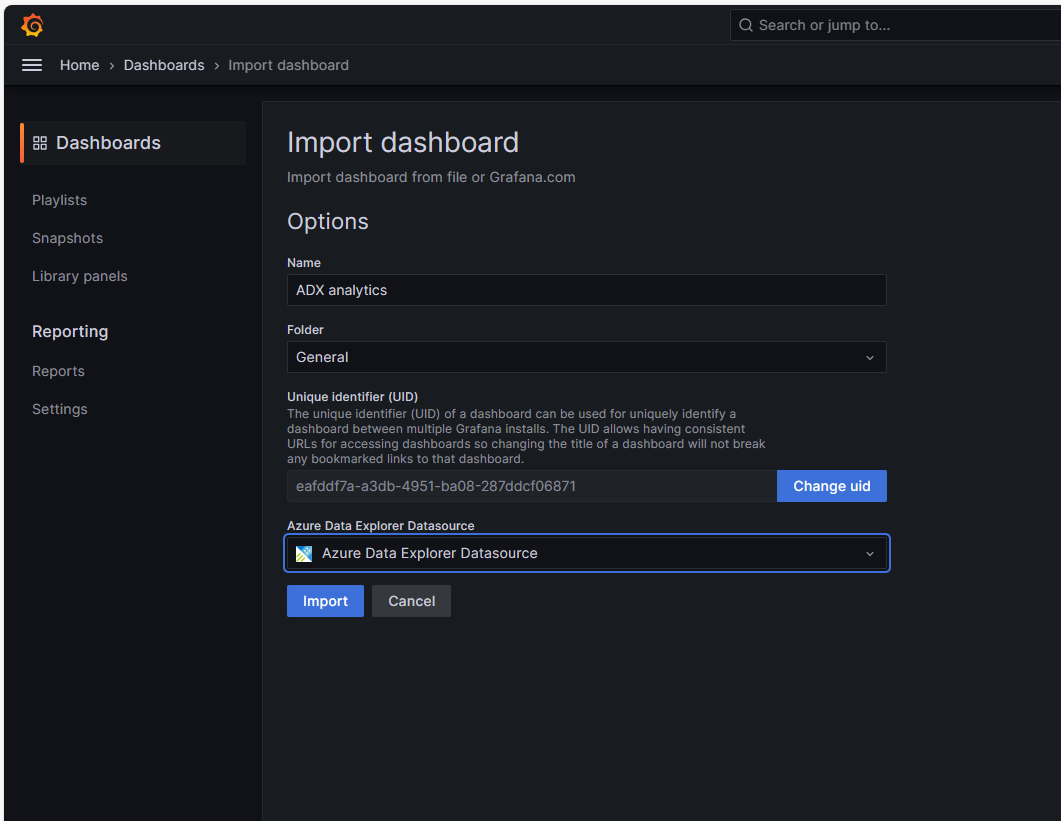 Search or jump to...
Home › Dashboards › Import dashboard
Dashboards
Playlists
Snapshots
Library panels
Reporting
Reports
Settings
Import dashboard
Import dashboard from file or Grafana.com
Options
Name
ADX analytics
Folder
General
Unique identifier (UID)
The unique identifier (UID) of a dashboard can be used for uniquely identify a
dashboard between multiple Grafana installs. The UID allows having consistent
URLs for accessing dashboards so changing the title of a dashboard will not break
any bookmarked links to that dashboard.
eafddf7a-a3db-4951-ba08-287ddcf06871
Change uid
Azure Data Explorer Datasource
Azure Data Explorer Datasource
Import
Cancel